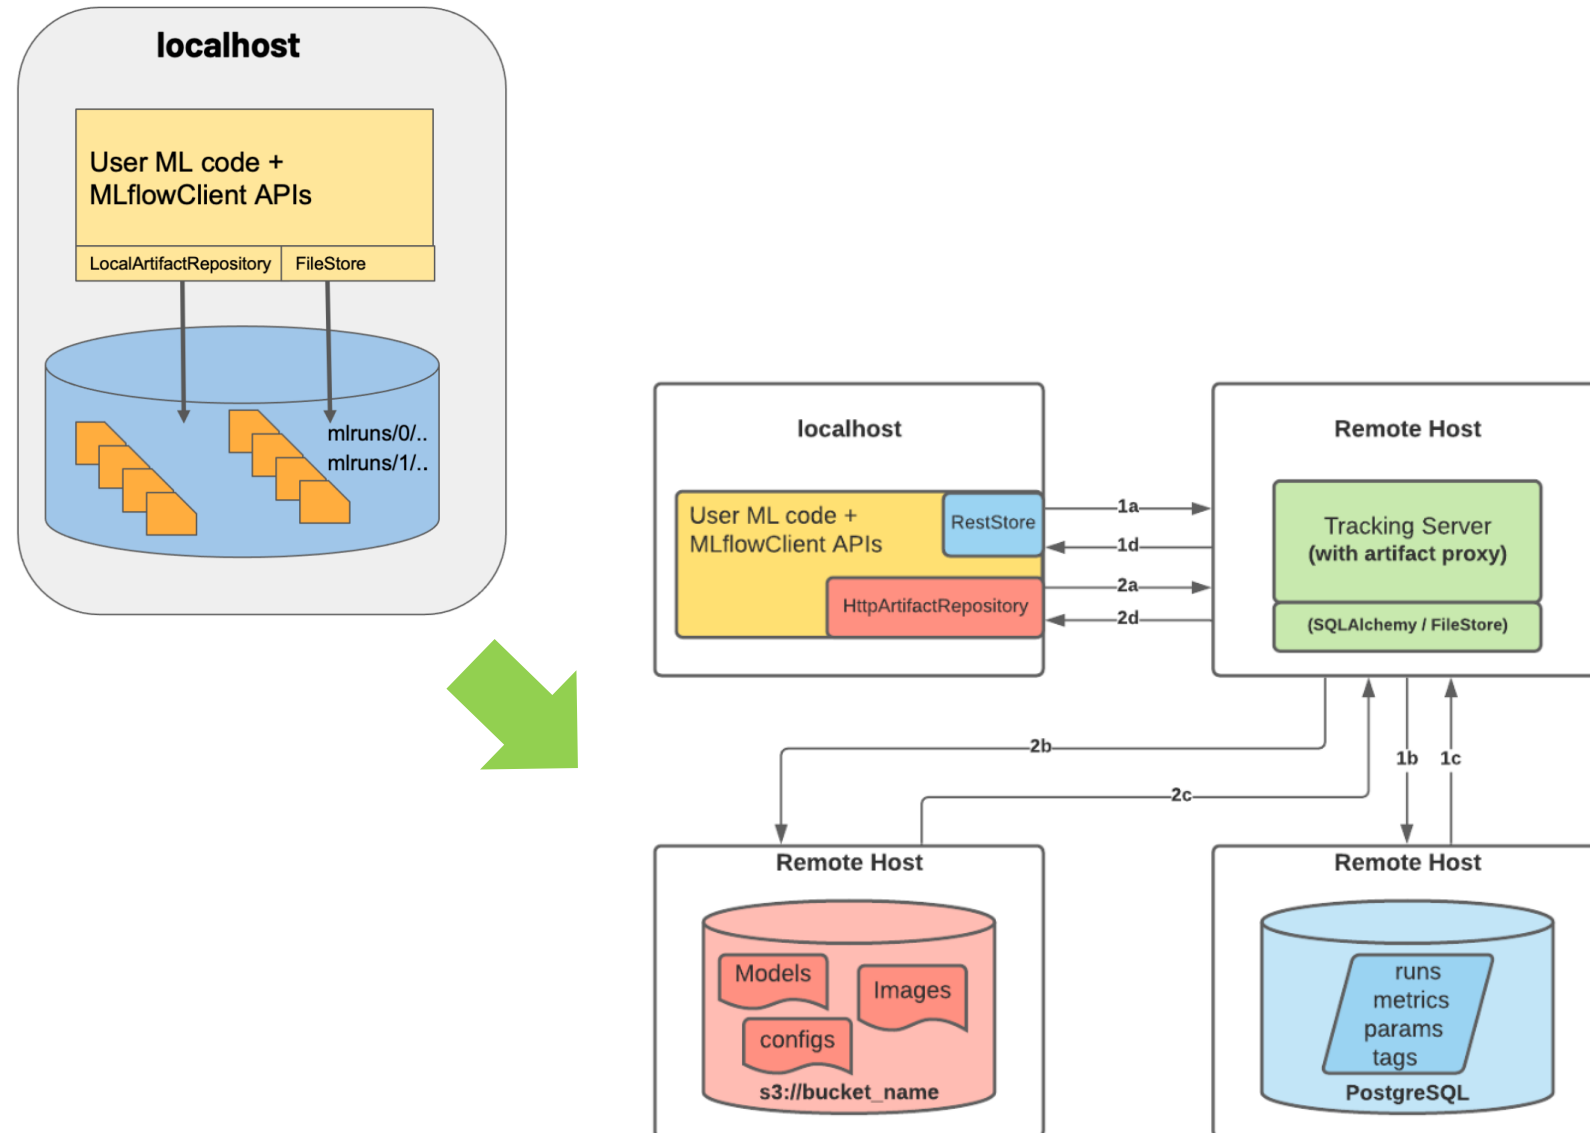 localhost
User ML code +
MLflowClient APIs
LocalArtifactRepository
FileStore
mlruns/0/..
mlruns/1/..
localhost
User ML code +
MLflowClient APIs
RestStore
HttpArtifactRepository
1a
1d
2a
2d
Remote Host
Tracking Server
(with artifact proxy)
(SQLAlchemy / FileStore)
2b
2c
1b
1c
Remote Host
Models
Images
configs
s3://bucket_name
Remote Host
runs
metrics
params
tags
PostgreSQL